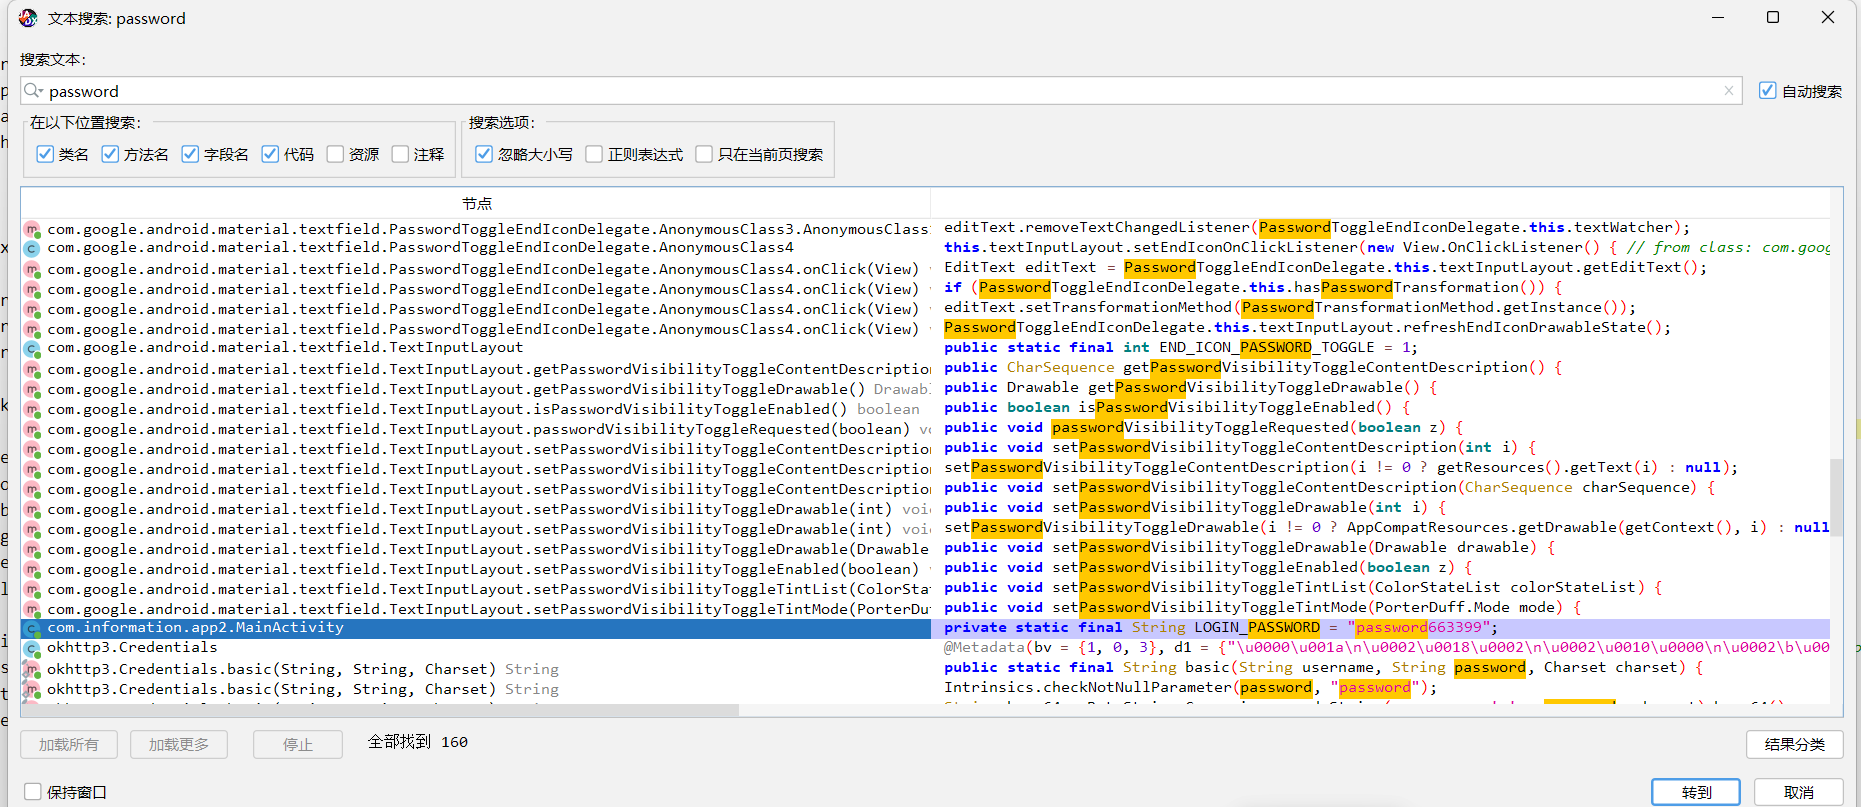 文本搜索: password
搜索文本:
password
自动搜索
在以下位置搜索:
搜索选项:
类名 方法名 字段名 代码 资源 注释 忽略大小写 正则表达式 只在当前页搜索
节点
com.google.android.material.textfield.PasswordToggleEndIconDelegate.AnonymousClass3.AnonymousClass editText.removeTextChangedListener(PasswordToggleEndIconDelegate.this.textWatcher);
com.google.android.material.textfield.PasswordToggleEndIconDelegate.AnonymousClass4 this.textInputLayout.setEndIconOnClickListener(new View.OnClickListener() { // from class: com.goog
com.google.android.material.textfield.PasswordToggleEndIconDelegate.AnonymousClass4.onClick(View) EditText editText = PasswordToggleEndIconDelegate.this.textInputLayout.getEditText();
com.google.android.material.textfield.PasswordToggleEndIconDelegate.AnonymousClass4.onClick(View) if (PasswordToggleEndIconDelegate.this.hasPasswordTransformation()) {
com.google.android.material.textfield.PasswordToggleEndIconDelegate.AnonymousClass4.onClick(View) editText.setTransformationMethod(PasswordTransformationMethod.getInstance());
com.google.android.material.textfield.PasswordToggleEndIconDelegate.AnonymousClass4.onClick(View) PasswordToggleEndIconDelegate.this.textInputLayout.refreshEndIconDrawableState();
com.google.android.material.textfield.TextInputLayout public static final int END_ICON_PASSWORD_TOGGLE = 1;
com.google.android.material.textfield.TextInputLayout.getPasswordVisibilityToggleContentDescription public CharSequence getPasswordVisibilityToggleContentDescription() {
com.google.android.material.textfield.TextInputLayout.getPasswordVisibilityToggleDrawable() Drawabl public Drawable getPasswordVisibilityToggleDrawable() {
com.google.android.material.textfield.TextInputLayout.isPasswordVisibilityToggleEnabled() boolean public boolean isPasswordVisibilityToggleEnabled() {
com.google.android.material.textfield.TextInputLayout.passwordVisibilityToggleRequested(boolean) vo public void passwordVisibilityToggleRequested(boolean z) {
com.google.android.material.textfield.TextInputLayout.setPasswordVisibilityToggleContentDescription public void setPasswordVisibilityToggleContentDescription(int i) {
com.google.android.material.textfield.TextInputLayout.setPasswordVisibilityToggleContentDescription setPasswordVisibilityToggleContentDescription(i != 0 ? getResources().getText(i) : null);
com.google.android.material.textfield.TextInputLayout.setPasswordVisibilityToggleContentDescription public void setPasswordVisibilityToggleContentDescription(CharSequence charSequence) {
com.google.android.material.textfield.TextInputLayout.setPasswordVisibilityToggleDrawable(int) void public void setPasswordVisibilityToggleDrawable(int i) {
com.google.android.material.textfield.TextInputLayout.setPasswordVisibilityToggleDrawable(int) void setPasswordVisibilityToggleDrawable(i != 0 ? AppCompatResources.getDrawable(getContext(), i) : null
com.google.android.material.textfield.TextInputLayout.setPasswordVisibilityToggleDrawable(Drawable public void setPasswordVisibilityToggleDrawable(Drawable drawable) {
com.google.android.material.textfield.TextInputLayout.setPasswordVisibilityToggleEnabled(boolean) public void setPasswordVisibilityToggleEnabled(boolean z) {
com.google.android.material.textfield.TextInputLayout.setPasswordVisibilityToggleTintList(ColorSta public void setPasswordVisibilityToggleTintList(ColorStateList colorStateList) {
com.google.android.material.textfield.TextInputLayout.setPasswordVisibilityToggleTintMode(PorterDu public void setPasswordVisibilityToggleTintMode(PorterDuff.Mode mode) {
com.information.app2.MainActivity private static final String LOGIN_PASSWORD = "password663399";
okhttp3.Credentials @Metadata(bv = {1, 0, 3}, d1 = {"\u0000\u001a\n\u0002\u0018\u0002\n\u0002\u0010\u0000\n\u0002\b\u00
okhttp3.Credentials.basic(String, String, Charset) String public static final String basic(String username, String password, Charset charset) {
okhttp3.Credentials.basic(String, String, Charset) String Intrinsics.checkNotNullParameter(password, "password");
加载所有 加载更多 停止 全部找到 160 结果分类
保持窗口 转到 取消